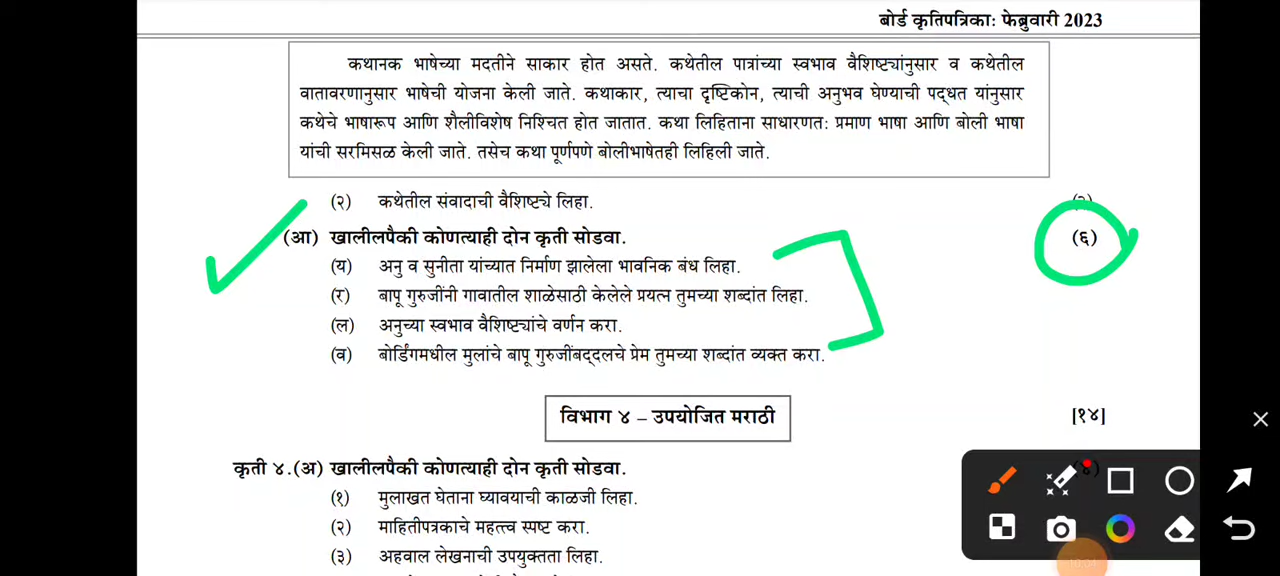 बोर्ड कृतिपत्रिका: फेब्रुवारी 2023
कथानक भाषेच्या मदतीने साकार होत असते. कथेतील पात्रांच्या स्वभाव वैशिष्ट्यांनुसार व कथेतील
वातावरणानुसार भाषेची योजना केली जाते. कथाकार, त्याचा दृष्टिकोन, त्याची अनुभव घेण्याची पद्धत यांनुसार
कथेचे भाषारूप आणि शैलीविशेष निश्चित होत जातात. कथा लिहिताना साधारणतः प्रमाण भाषा आणि बोली भाषा
यांची सरमिसळ केली जाते. तसेच कथा पूर्णपणे बोलीभाषेतही लिहिली जाते.
(२) कथेतील संवादाची वैशिष्ट्ये लिहा.
(आ) खालीलपैकी कोणत्याही दोन कृती सोडवा. (६)
(य) अनु व सुनीता यांच्यात निर्माण झालेला भावनिक बंध लिहा.
(र) बापू गुरुजींनी गावातील शाळेसाठी केलेले प्रयत्न तुमच्या शब्दांत लिहा.
(ल) अनुच्या स्वभाव वैशिष्ट्यांचे वर्णन करा.
(व) बोर्डिंगमधील मुलांचे बापू गुरुजींबद्दलचे प्रेम तुमच्या शब्दांत व्यक्त करा.
विभाग ४ – उपयोजित मराठी [१४]
कृती ४.(अ) खालीलपैकी कोणत्याही दोन कृती सोडवा.
(१) मुलाखत घेताना घ्यावयाची काळजी लिहा.
(२) माहितीपत्रकाचे महत्त्व स्पष्ट करा.
(३) अहवाल लेखनाची उपयुक्तता लिहा.